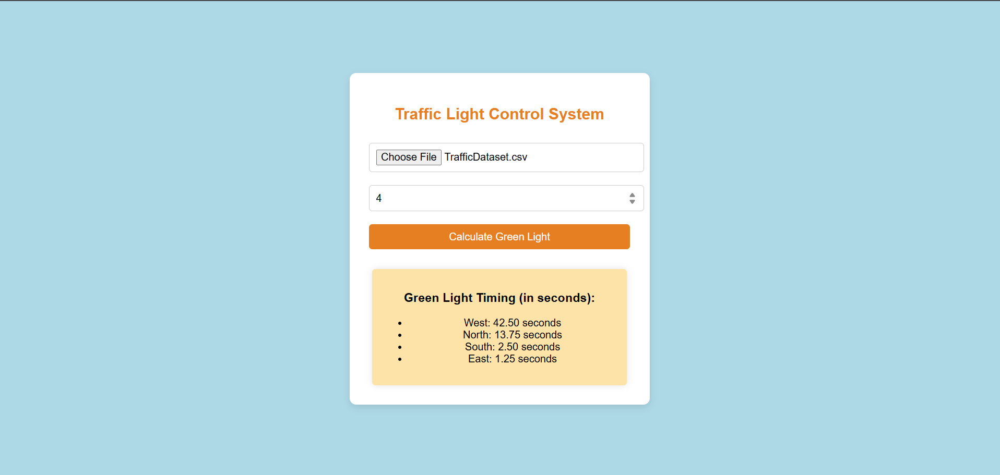 Traffic Light Control System
Choose File TrafficDataset.csv
4
Calculate Green Light
Green Light Timing (in seconds):
• West: 42.50 seconds
• North: 13.75 seconds
• South: 2.50 seconds
• East: 1.25 seconds